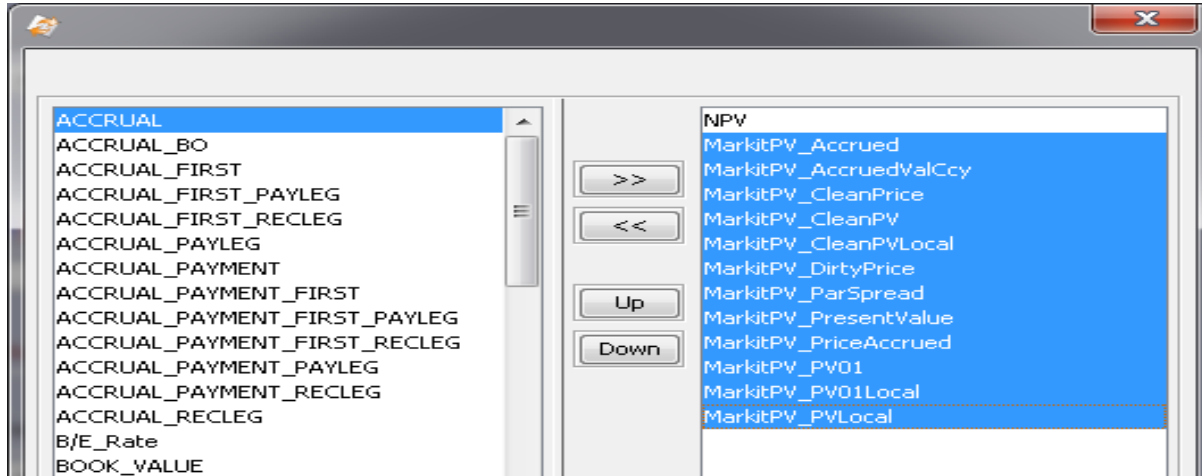 ACCRUAL
ACCRUAL_BO
ACCRUAL_FIRST
ACCRUAL_FIRST_PAYLEG
ACCRUAL_FIRST_RECLEG
ACCRUAL_PAYLEG
ACCRUAL_PAYMENT
ACCRUAL_PAYMENT_FIRST
ACCRUAL_PAYMENT_FIRST_PAYLEG
ACCRUAL_PAYMENT_FIRST_RECLEG
ACCRUAL_PAYMENT_PAYLEG
ACCRUAL_PAYMENT_RECLEG
ACCRUAL_RECLEG
B/E_Rate
BOOK_VALUE
>>
<<
Up
Down
NPV
MarkitPV_Accrued
MarkitPV_AccruedValCcy
MarkitPV_CleanPrice
MarkitPV_CleanPV
MarkitPV_CleanPVLocal
MarkitPV_DirtyPrice
MarkitPV_ParSpread
MarkitPV_PresentValue
MarkitPV_PriceAccrued
MarkitPV_PV01
MarkitPV_PV01Local
MarkitPV_PVLocal